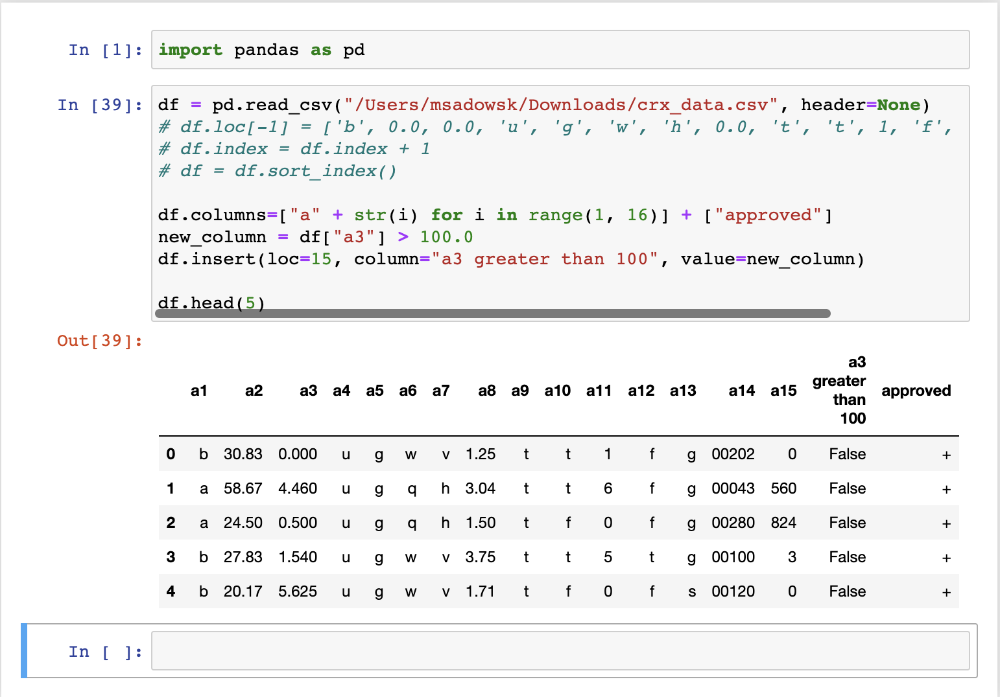 In [1]: import pandas as pd
In [39]: df = pd.read_csv("/Users/msadowsk/Downloads/crx_data.csv", header=None)
# df.loc[-1] = ['b', 0.0, 0.0, 'u', 'g', 'w', 'h', 0.0, 't', 't', 1, 'f',
# df.index = df.index + 1
# df = df.sort_index()
df.columns=["a" + str(i) for i in range(1, 16)] + ["approved"]
new_column = df["a3"] > 100.0
df.insert(loc=15, column="a3 greater than 100", value=new_column)
df.head(5)
Out[39]:
a1 a2 a3 a4 a5 a6 a7 a8 a9 a10 a11 a12 a13 a14 a15 a3 greater than 100 approved
0 b 30.83 0.000 u g w v 1.25 t t 1 f g 00202 0 False +
1 a 58.67 4.460 u g q h 3.04 t t 6 f g 00043 560 False +
2 a 24.50 0.500 u g q h 1.50 t f 0 f g 00280 824 False +
3 b 27.83 1.540 u g w v 3.75 t t 5 t g 00100 3 False +
4 b 20.17 5.625 u g w v 1.71 t f 0 f s 00120 0 False +
In [ ]: